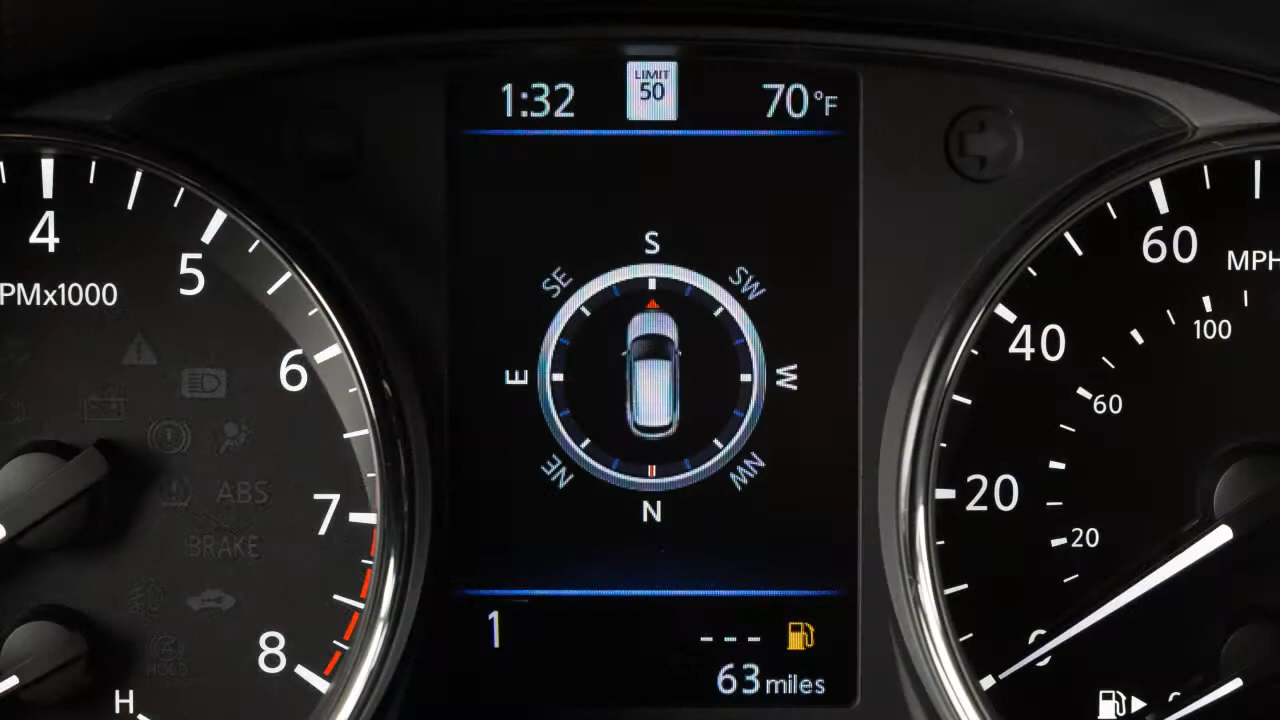 1:32
LIMIT
50
70°F
4
5
6
7
8
PMx1000
ABS
BRAKE
HOLD
H
S
SE
SW
E
W
NE
NW
N
1
---
63 miles
60
MPH
40
100
60
20
20